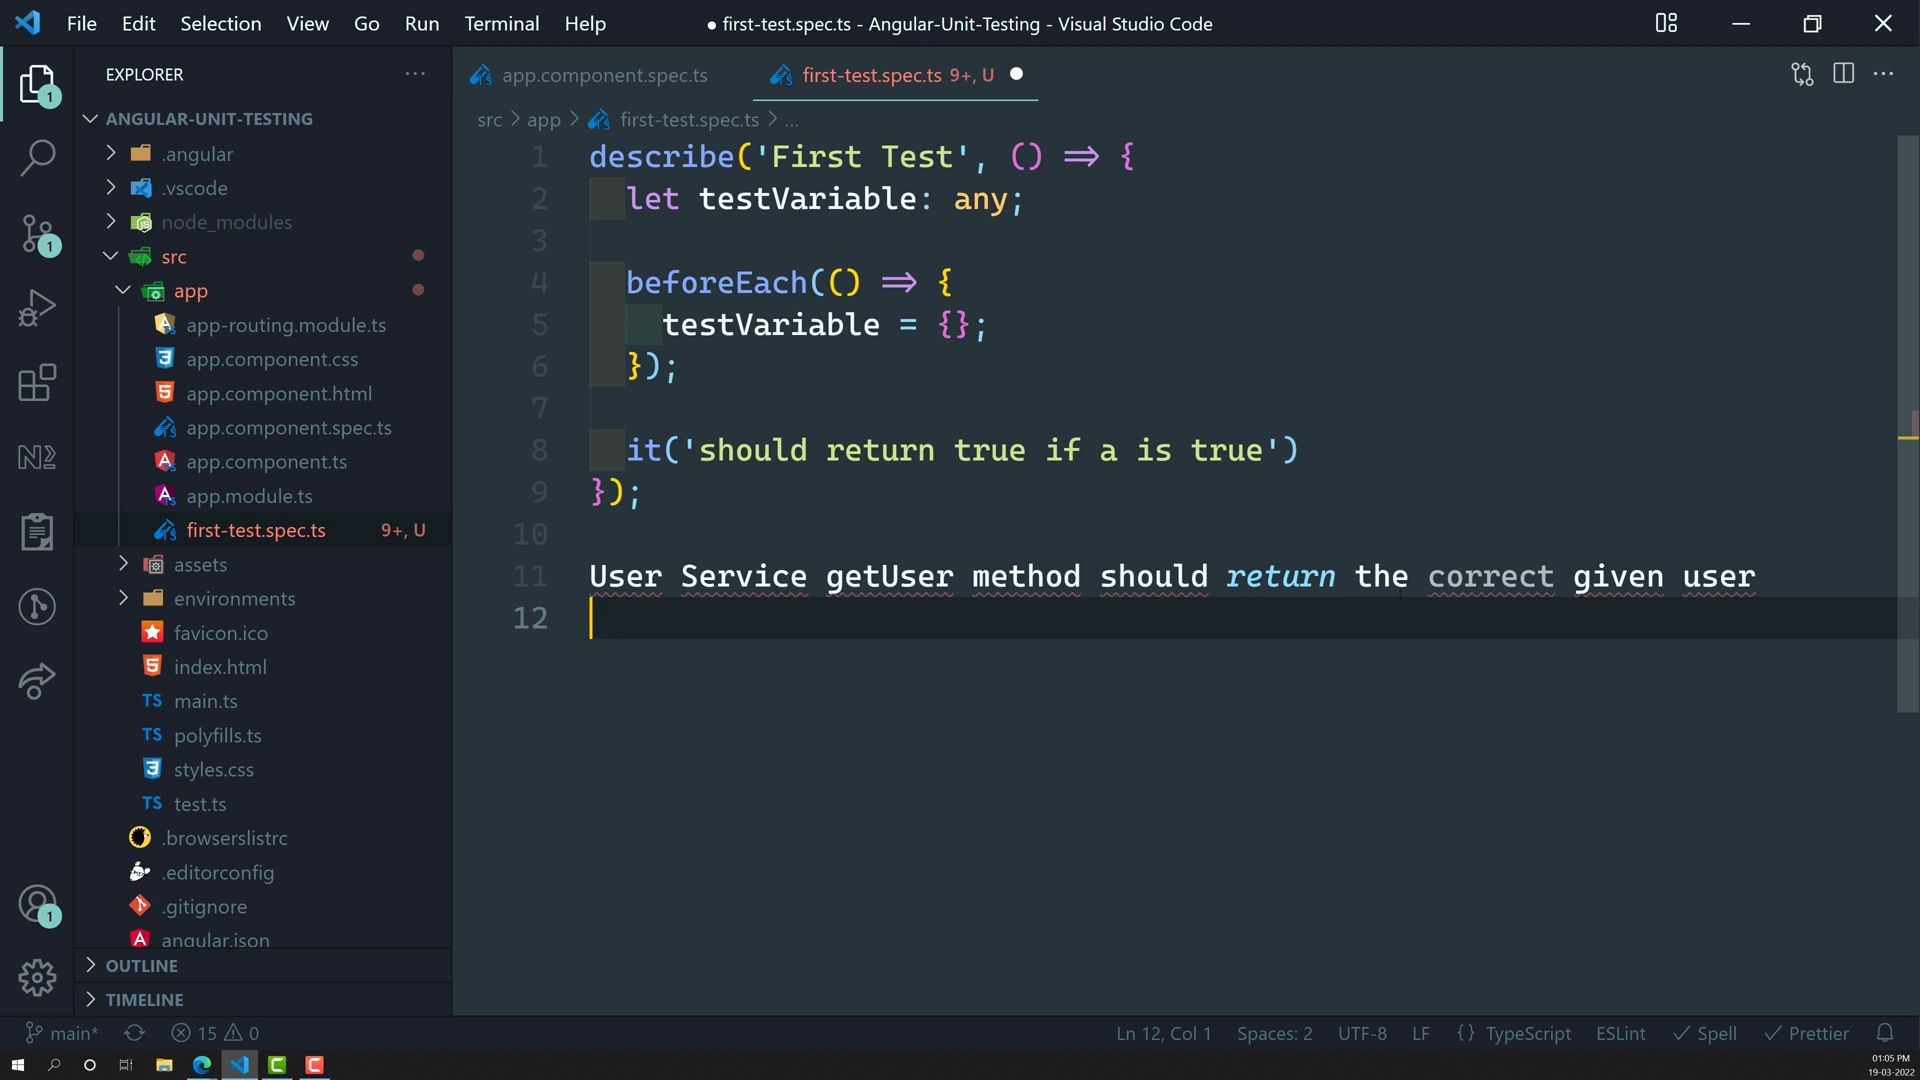 File Edit Selection View Go Run Terminal Help
● first-test.spec.ts - Angular-Unit-Testing - Visual Studio Code
EXPLORER
ANGULAR-UNIT-TESTING
.angular
.vscode
node_modules
src
app
app-routing.module.ts
app.component.css
app.component.html
app.component.spec.ts
app.component.ts
app.module.ts
first-test.spec.ts 9+, U
assets
environments
favicon.ico
index.html
main.ts
polyfills.ts
styles.css
test.ts
.browserslistrc
.editorconfig
.gitignore
angular.json
OUTLINE
TIMELINE
1
1
1
app.component.spec.ts
first-test.spec.ts 9+, U
src > app > first-test.spec.ts > ...
1 describe('First Test', () => {
2 let testVariable: any;
3
4 beforeEach(() => {
5 testVariable = {};
6 });
7
8 it('should return true if a is true')
9 });
10
11 User Service getUser method should return the correct given user
12
main* 15 0
Ln 12, Col 1 Spaces: 2 UTF-8 LF {} TypeScript ESLint Spell Prettier
01:05 PM
19-03-2022